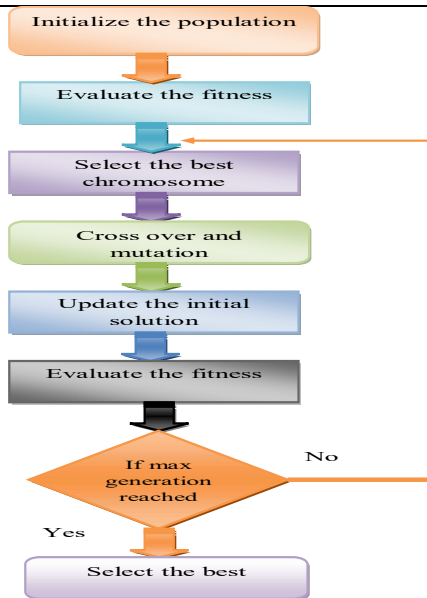 Initialize the population
Evaluate the fitness
Select the best
chromosome
Cross over and
mutation
Update the initial
solution
Evaluate the fitness
If max
generation
reached
No
Yes
Select the best